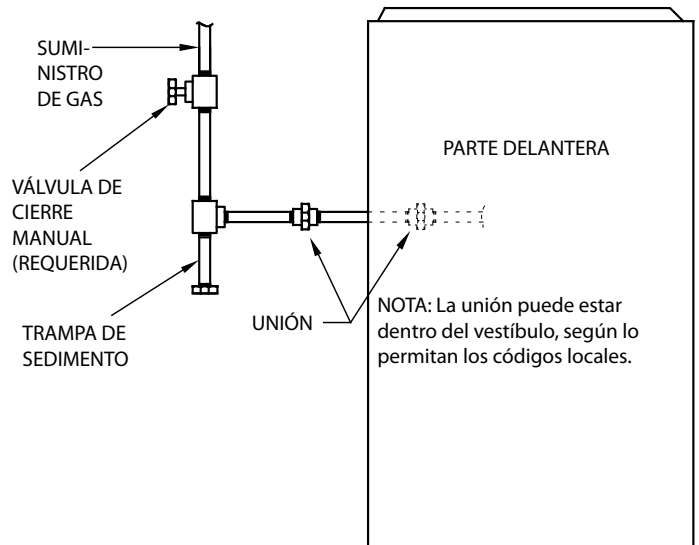 SUMI-
NISTRO
DE GAS
PARTE DELANTERA
VÁLVULA DE
CIERRE
MANUAL
(REQUERIDA)
UNIÓN
NOTA: La unión puede estar
dentro del vestíbulo, según lo
permitan los códigos locales.
TRAMPA DE
SEDIMENTO